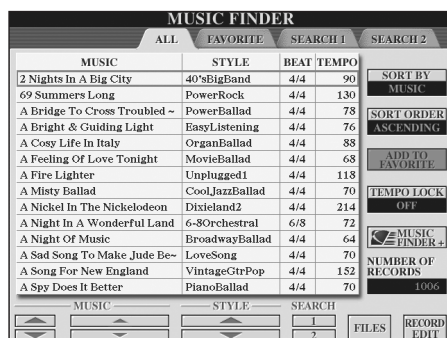 MUSIC FINDER
ALL FAVORITE SEARCH 1 SEARCH 2
MUSIC STYLE BEAT TEMPO
2 Nights In A Big City 40'sBigBand 4/4 90
69 Summers Long PowerRock 4/4 130
A Bridge To Cross Troubled ~ PowerBallad 4/4 78
A Bright & Guiding Light EasyListening 4/4 76
A Cosy Life In Italy OrganBallad 4/4 88
A Feeling Of Love Tonight MovieBallad 4/4 68
A Fire Lighter Unplugged1 4/4 118
A Misty Ballad CoolJazzBallad 4/4 70
A Nickel In The Nickelodeon Dixieland2 4/4 214
A Night In A Wonderful Land 6-8Orchestral 6/8 72
A Night Of Music BroadwayBallad 4/4 64
A Sad Song To Make Jude Be~ LoveSong 4/4 70
A Song For New England VintageGtrPop 4/4 152
A Spy Does It Better PianoBallad 4/4 70
SORT BY
MUSIC
SORT ORDER
ASCENDING
ADD TO
FAVORITE
TEMPO LOCK
OFF
MUSIC
FINDER +
NUMBER OF
RECORDS
1006
MUSIC STYLE SEARCH
1
2
FILES
RECORD
EDIT